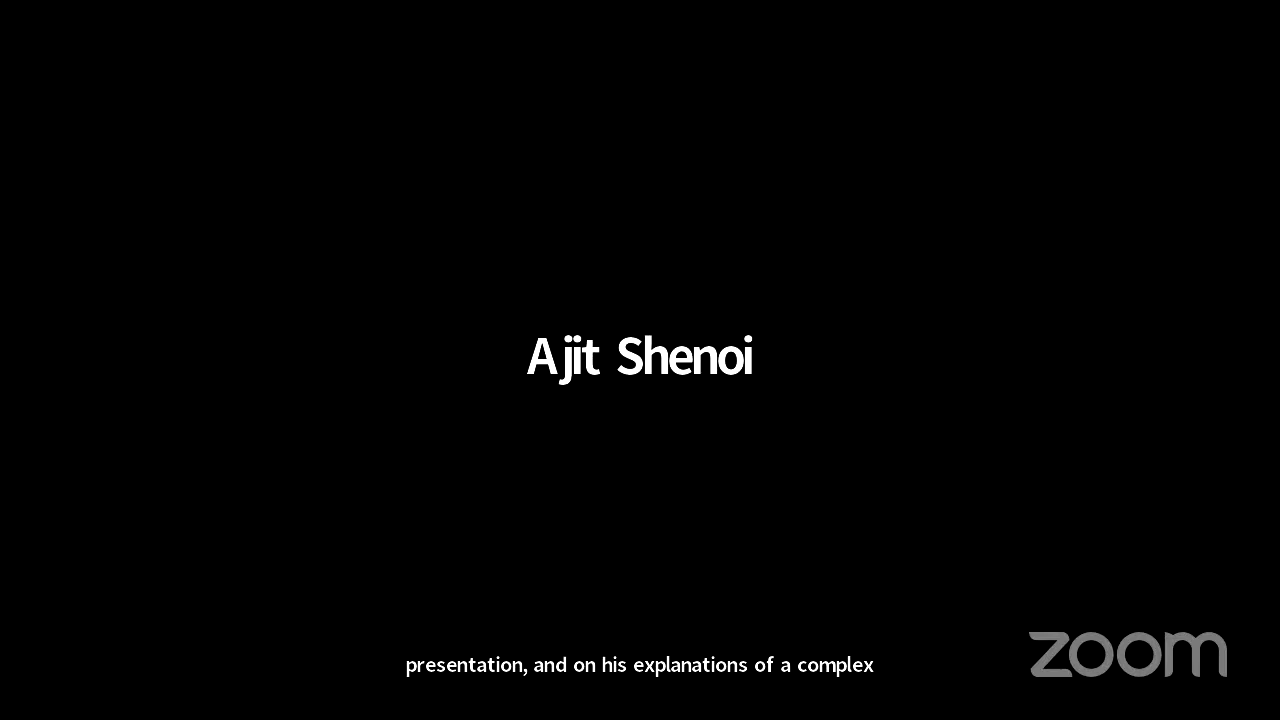 Ajit Shenoi
presentation, and on his explanations of a complex
zoom